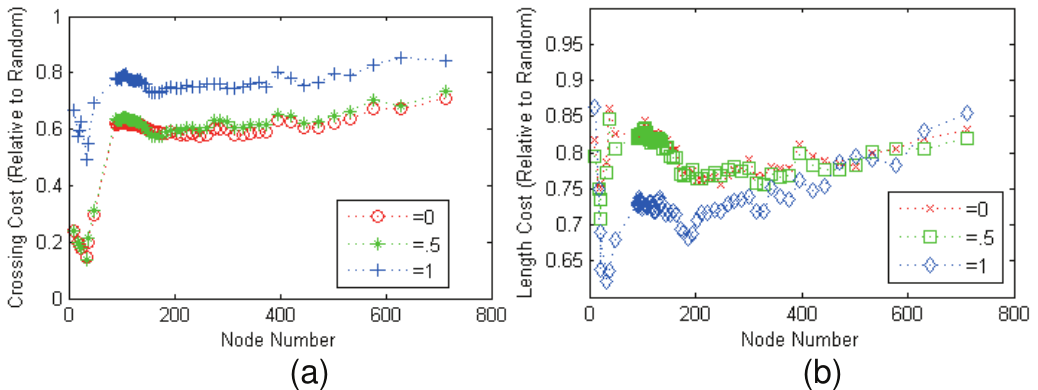 Crossing Cost (Relative to Random)
1
0.8
0.6
0.4
0.2
0
=0
=.5
=1
0 200 400 600 800
Node Number
(a)
Length Cost (Relative to Random)
0.95
0.9
0.85
0.8
0.75
0.7
0.65
=0
=.5
=1
0 200 400 600 800
Node Number
(b)